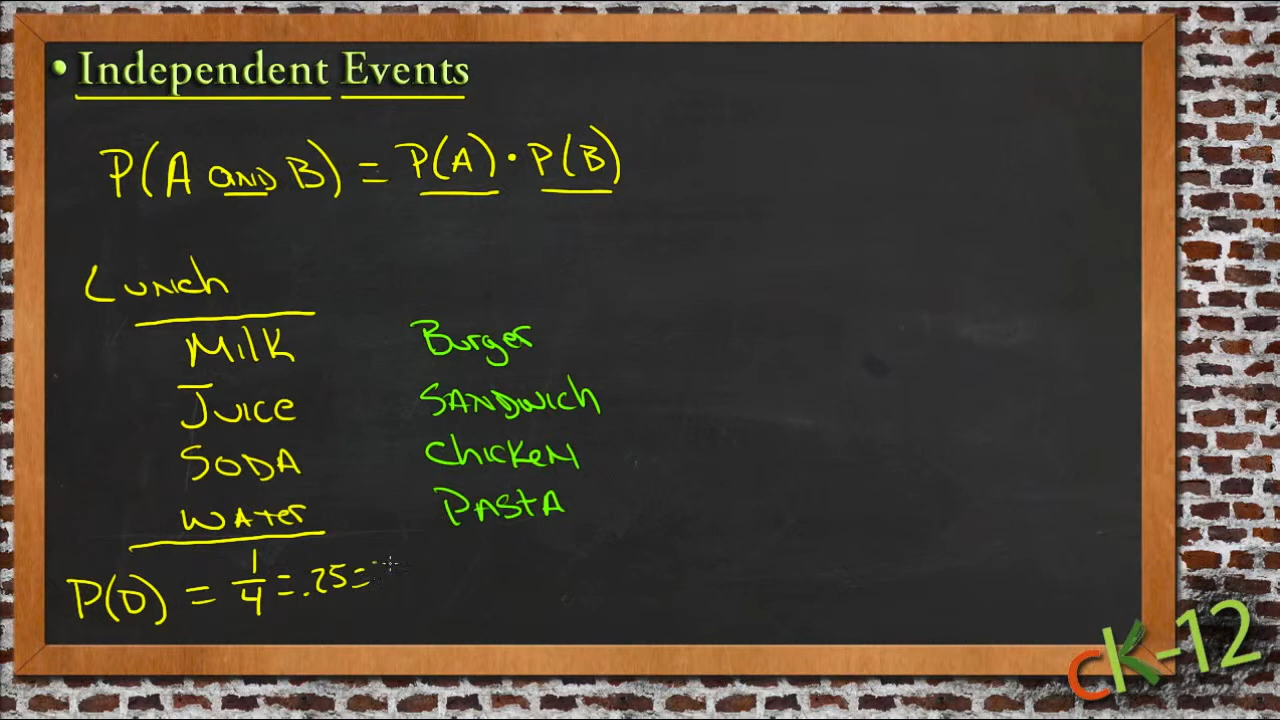 • Independent Events
P(A and B) = P(A) · P(B)
Lunch
Milk Burger
Juice Sandwich
Soda Chicken
Water Pasta
P(D) = 1/4 = .25 =
CK-12